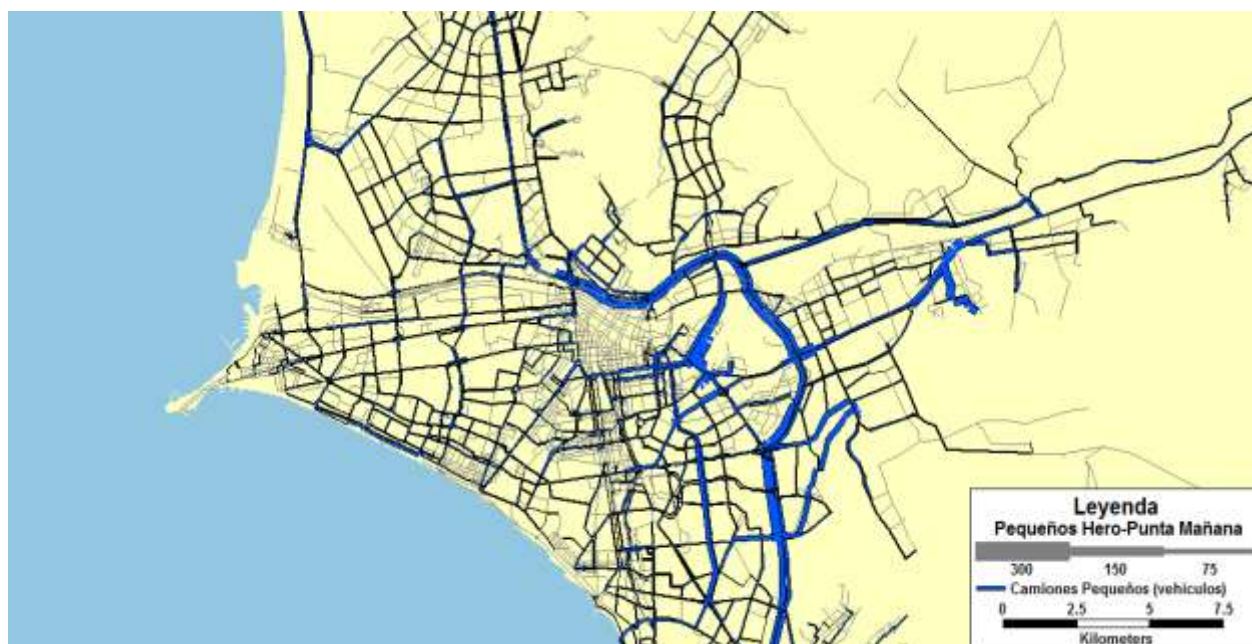 Leyenda
Pequeños Hero-Punta Mañana
300 150 75
Camiones Pequeños (vehiculos)
0 2.5 5 7.5
Kilometers